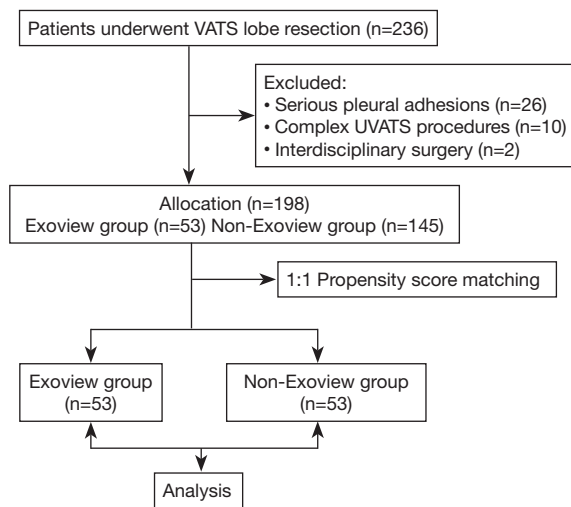 Patients underwent VATS lobe resection (n=236)
Excluded:
• Serious pleural adhesions (n=26)
• Complex UVATS procedures (n=10)
• Interdisciplinary surgery (n=2)
Allocation (n=198)
Exoview group (n=53) Non-Exoview group (n=145)
1:1 Propensity score matching
Exoview group
(n=53)
Non-Exoview group
(n=53)
Analysis